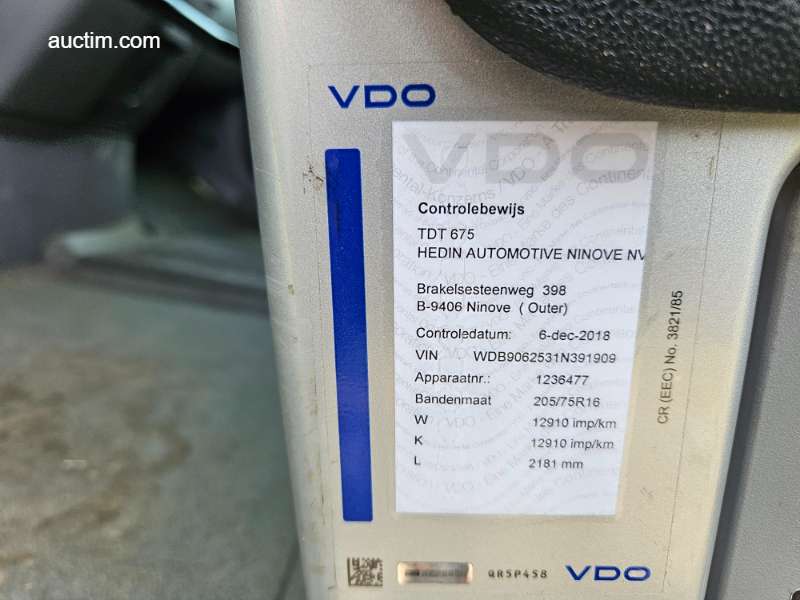 auctim.com
VDO
VDO
Controlebewijs
TDT 675
HEDIN AUTOMOTIVE NINOVE NV
Brakelsesteenweg 398
B-9406 Ninove ( Outer)
Controledatum: 6-dec-2018
VIN WDB9062531N391909
Apparaatnr.: 1236477
Bandenmaat 205/75R16
W 12910 imp/km
K 12910 imp/km
L 2181 mm
CR (EEC) No. 3821/85
QR5P458
VDO